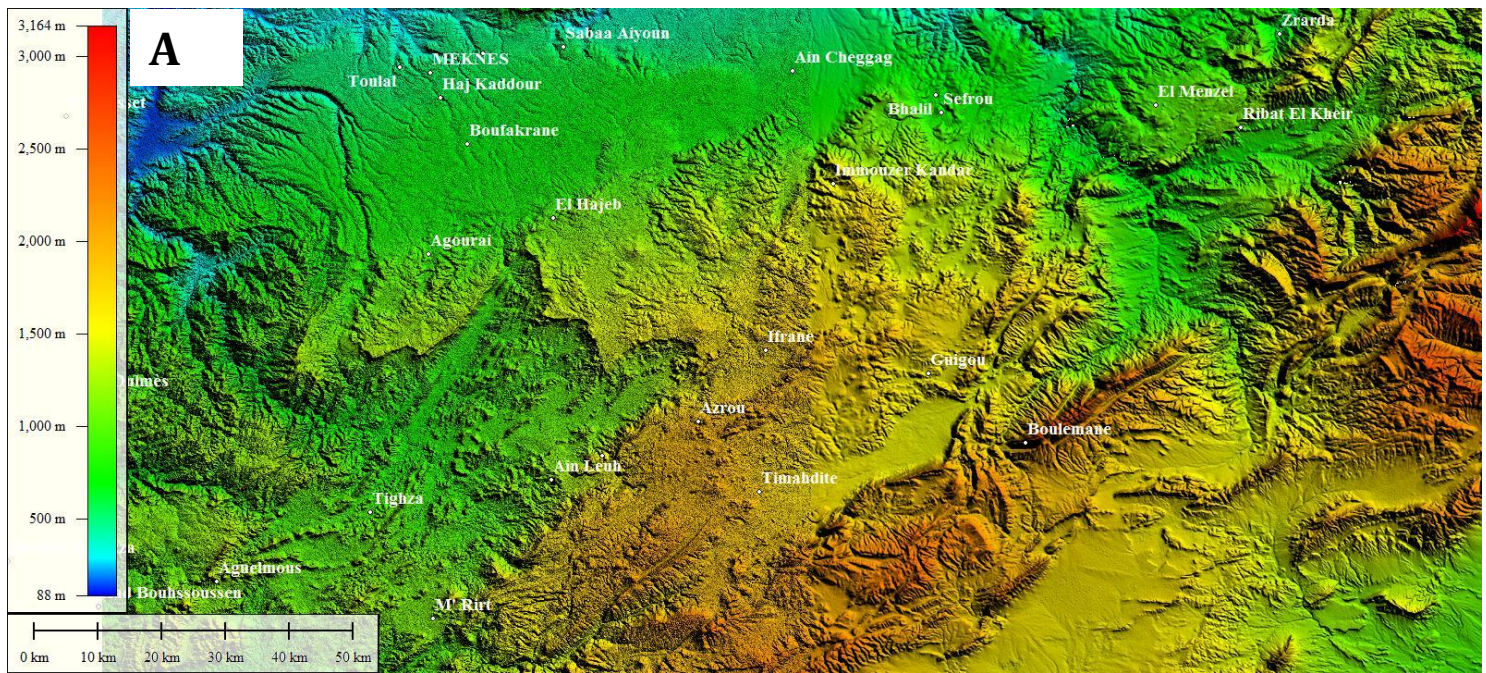 3,164 m
3,000 m
2,500 m
2,000 m
1,500 m
1,000 m
500 m
88 m
A
Zrarda
Sabaa Aiyoun
MEKNES
Ain Cheggag
Toulal
Haj Kaddour
El Menzel
Sefrou
Bhalil
Ribat El Kheir
Boufakrane
Immouzer Kandar
El Hajeb
Agourai
Ifrane
Guigou
Oulmes
Azrou
Boulemane
Ain Leuh
Timahdite
Tighza
Aguelmous
Bouhssoussen
M' Rirt
0 km 10 km 20 km 30 km 40 km 50 km